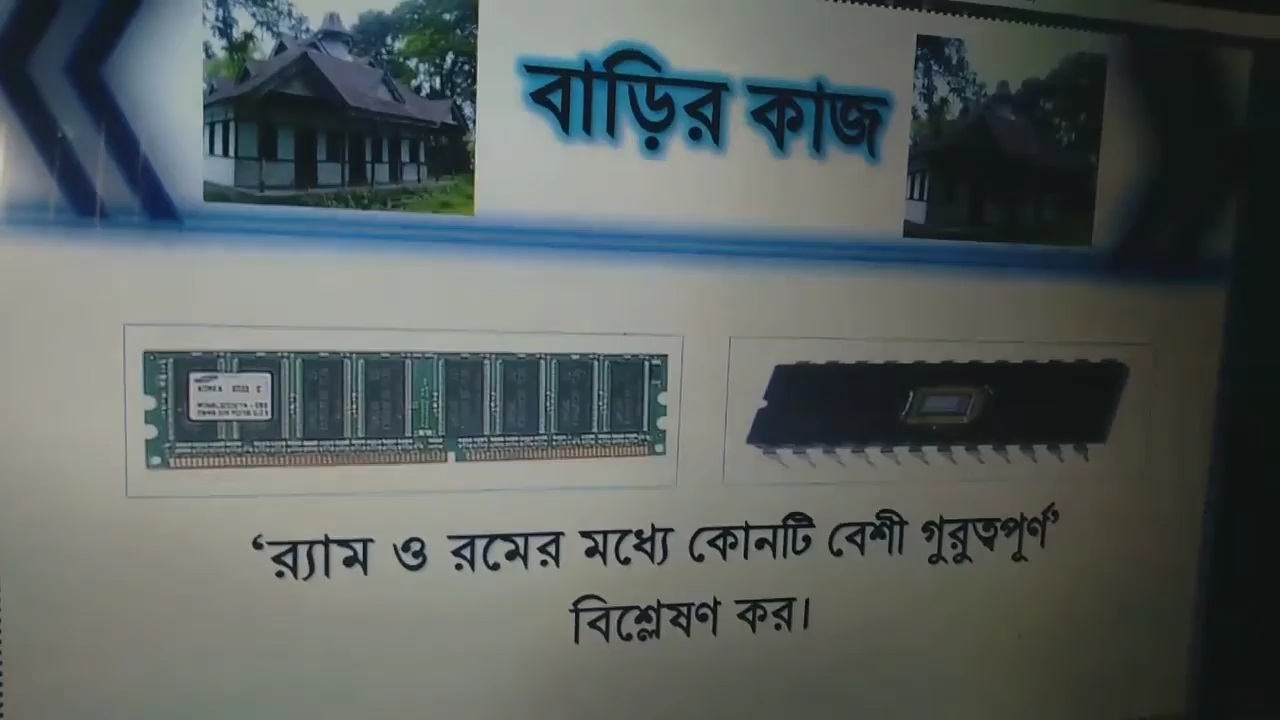 বাড়ির কাজ
‘র‍্যাম ও রমের মধ্যে কোনটি বেশী গুরুত্বপূর্ণ’
বিশ্লেষণ কর।